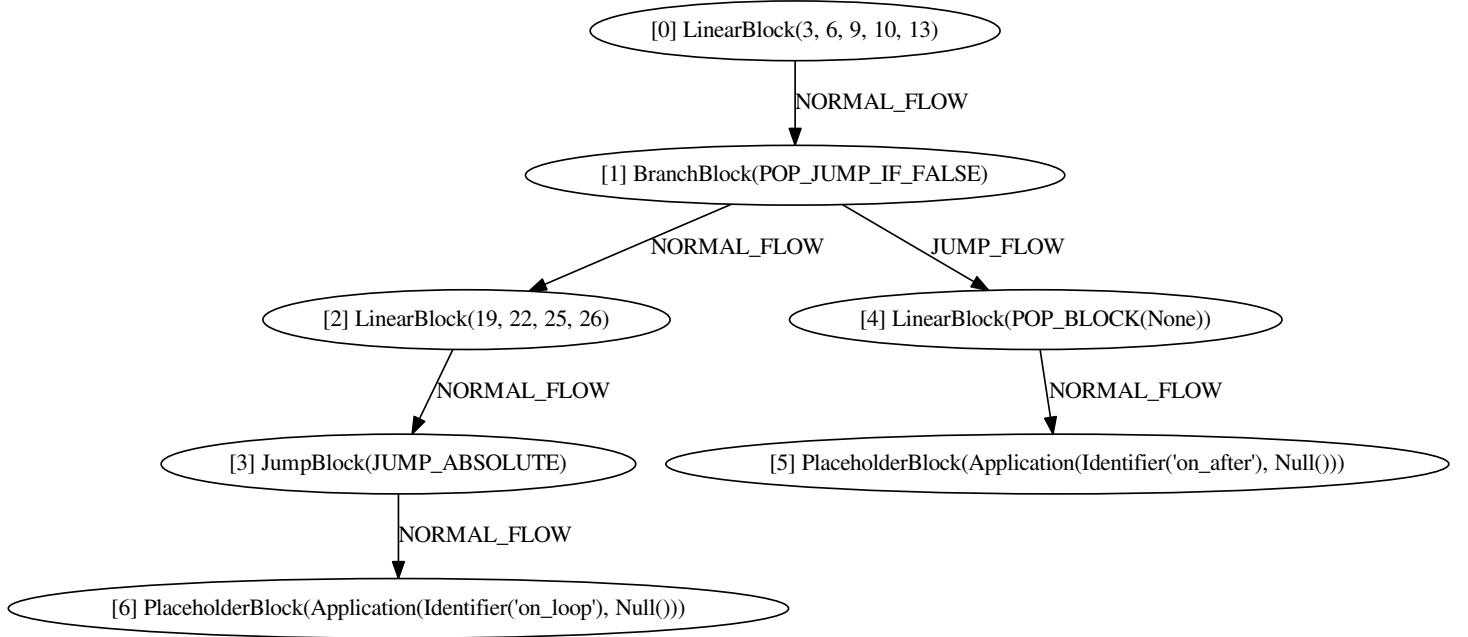 [0] LinearBlock(3, 6, 9, 10, 13)
NORMAL_FLOW
[1] BranchBlock(POP_JUMP_IF_FALSE)
NORMAL_FLOW
JUMP_FLOW
[2] LinearBlock(19, 22, 25, 26)
[4] LinearBlock(POP_BLOCK(None))
NORMAL_FLOW
NORMAL_FLOW
[3] JumpBlock(JUMP_ABSOLUTE)
[5] PlaceholderBlock(Application(Identifier('on_after'), Null()))
NORMAL_FLOW
[6] PlaceholderBlock(Application(Identifier('on_loop'), Null()))